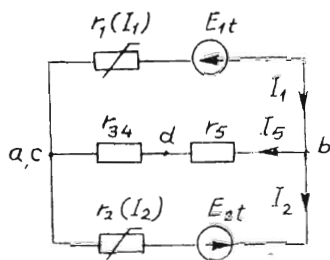 r₁(I₁) E₁t
I₁
r₃₄ d r₅ I₅
a,c b
r₂(I₂) E₂t I₂